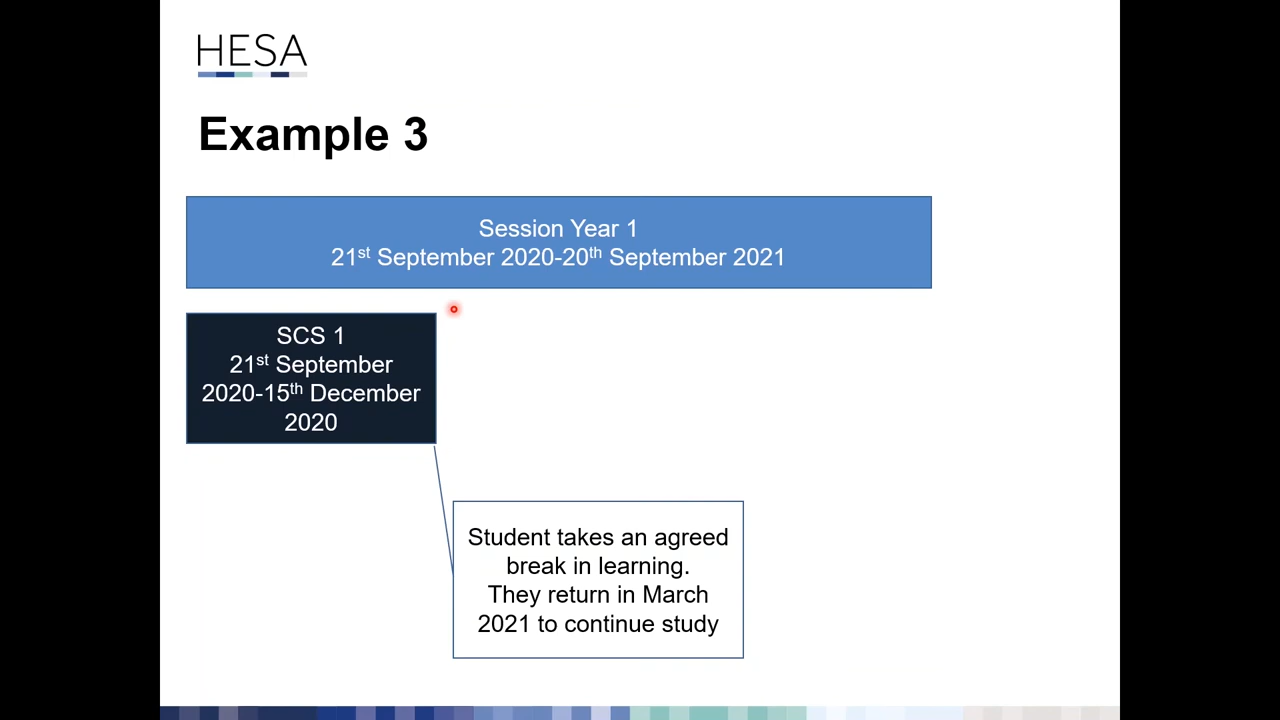 HESA
Example 3
Session Year 1
21st September 2020-20th September 2021
SCS 1
21st September
2020-15th December
2020
Student takes an agreed
break in learning.
They return in March
2021 to continue study